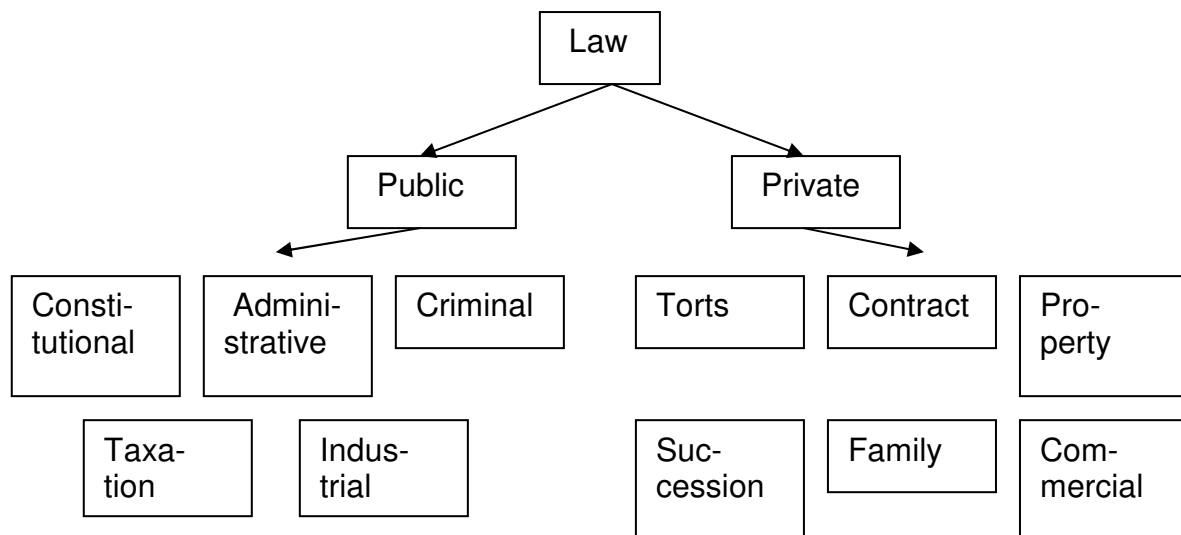 Law
Public
Private
Consti-
tutional
Admini-
strative
Criminal
Torts
Contract
Pro-
perty
Taxa-
tion
Indus-
trial
Suc-
cession
Family
Com-
mercial